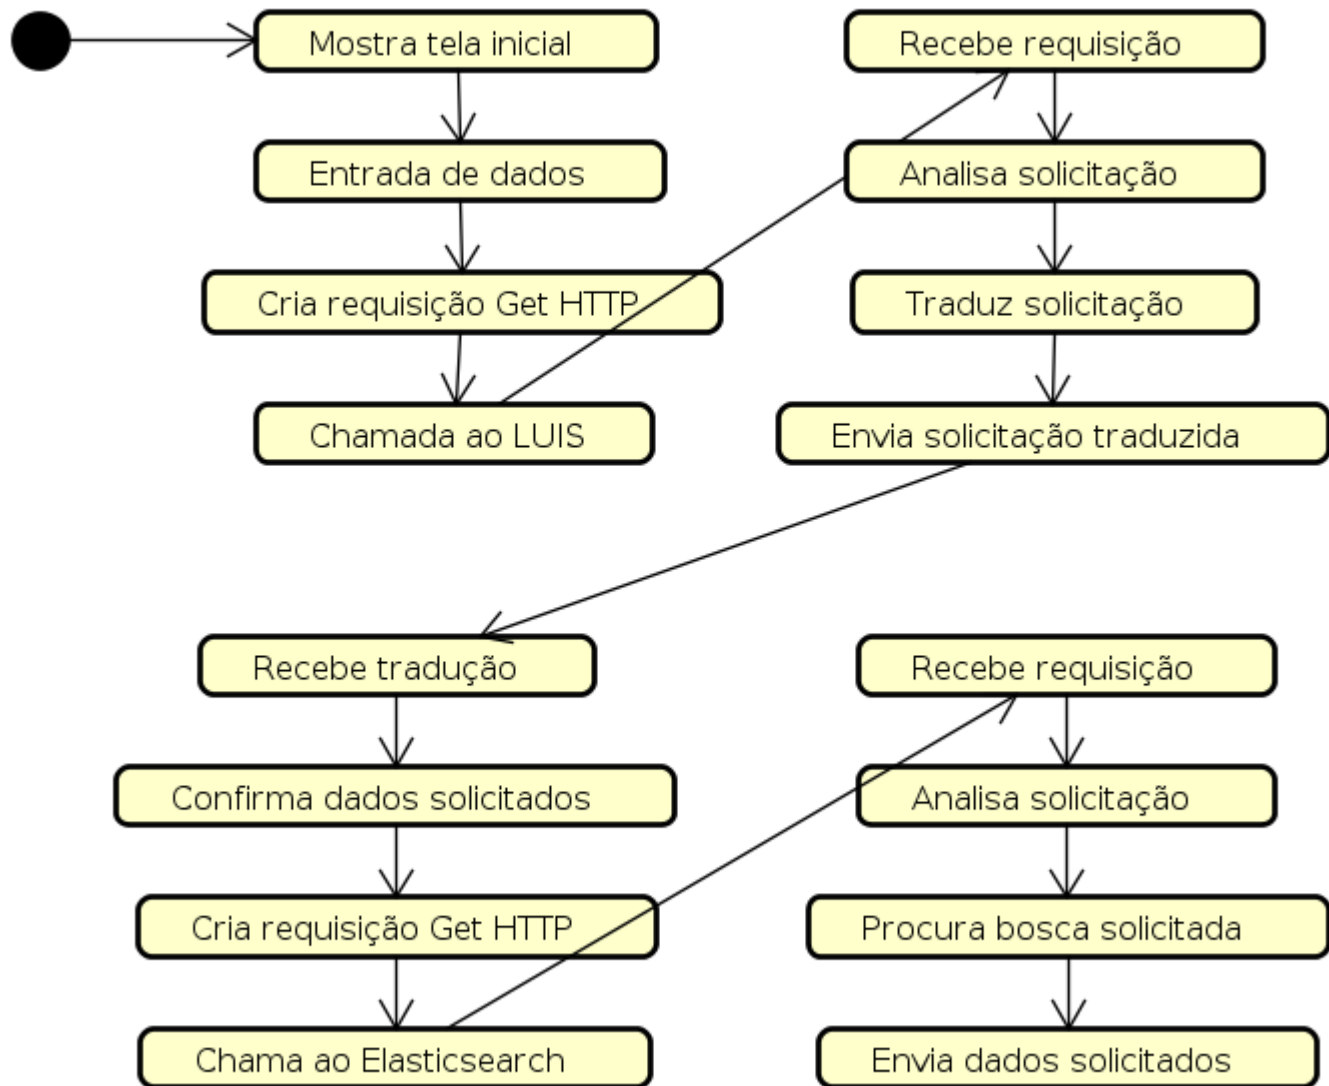 Mostra tela inicial
Entrada de dados
Cria requisição Get HTTP
Chamada ao LUIS
Recebe requisição
Analisa solicitação
Traduz solicitação
Envia solicitação traduzida
Recebe tradução
Confirma dados solicitados
Cria requisição Get HTTP
Chama ao Elasticsearch
Recebe requisição
Analisa solicitação
Procura bosca solicitada
Envia dados solicitados